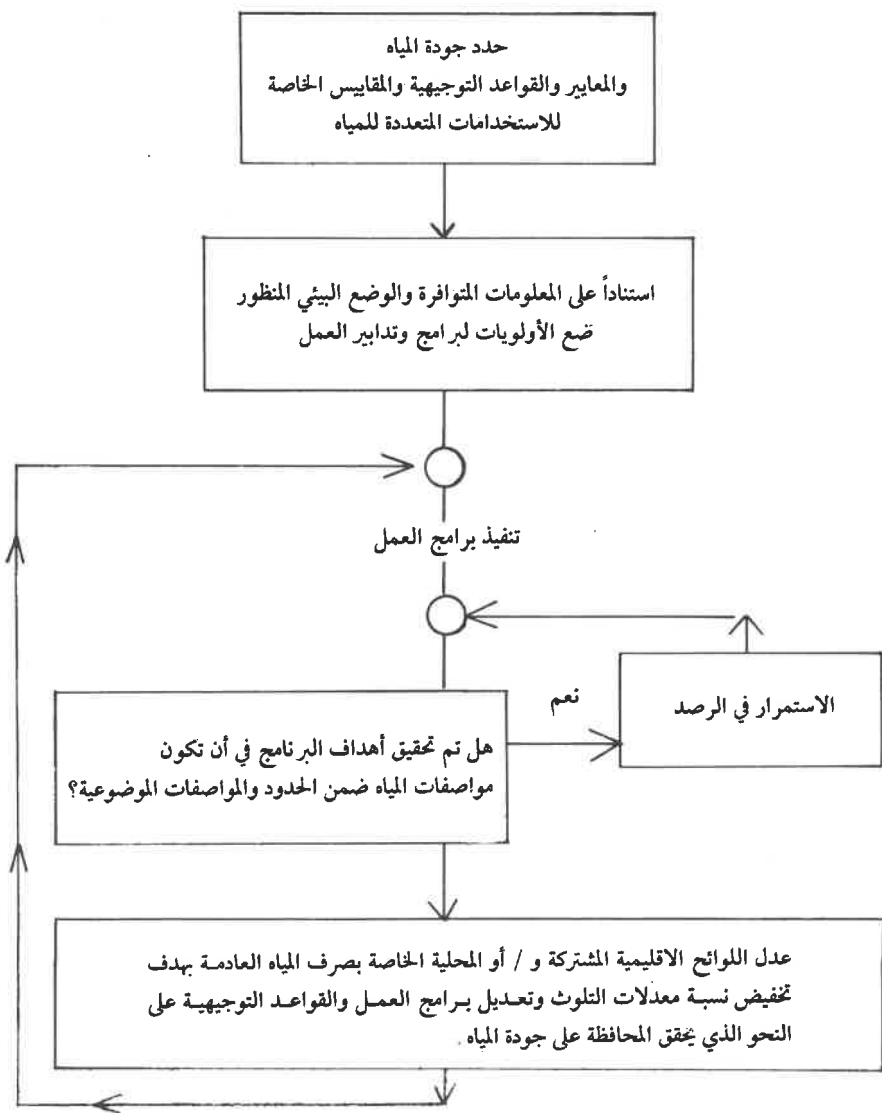 حدد جودة المياه
والمعايير والقواعد التوجيهية والمقاييس الخاصة
للاستخدامات المتعددة للمياه
استناداً على المعلومات المتوافرة والوضع البيئي المنظور
ضع الأولويات لبرامج وتدابير العمل
تنفيذ برامج العمل
نعم
الاستمرار في الرصد
هل تم تحقيق أهداف البرنامج في أن تكون
مواصفات المياه ضمن الحدود والمواصفات الموضوعية؟
عدل اللوائح الاقليمية المشتركة و / أو المحلية الخاصة بصرف المياه العادمة بهدف
تخفيض نسبة معدلات التلوث وتعديل برامج العمل والقواعد التوجيهية على
النحو الذي يحقق المحافظة على جودة المياه.